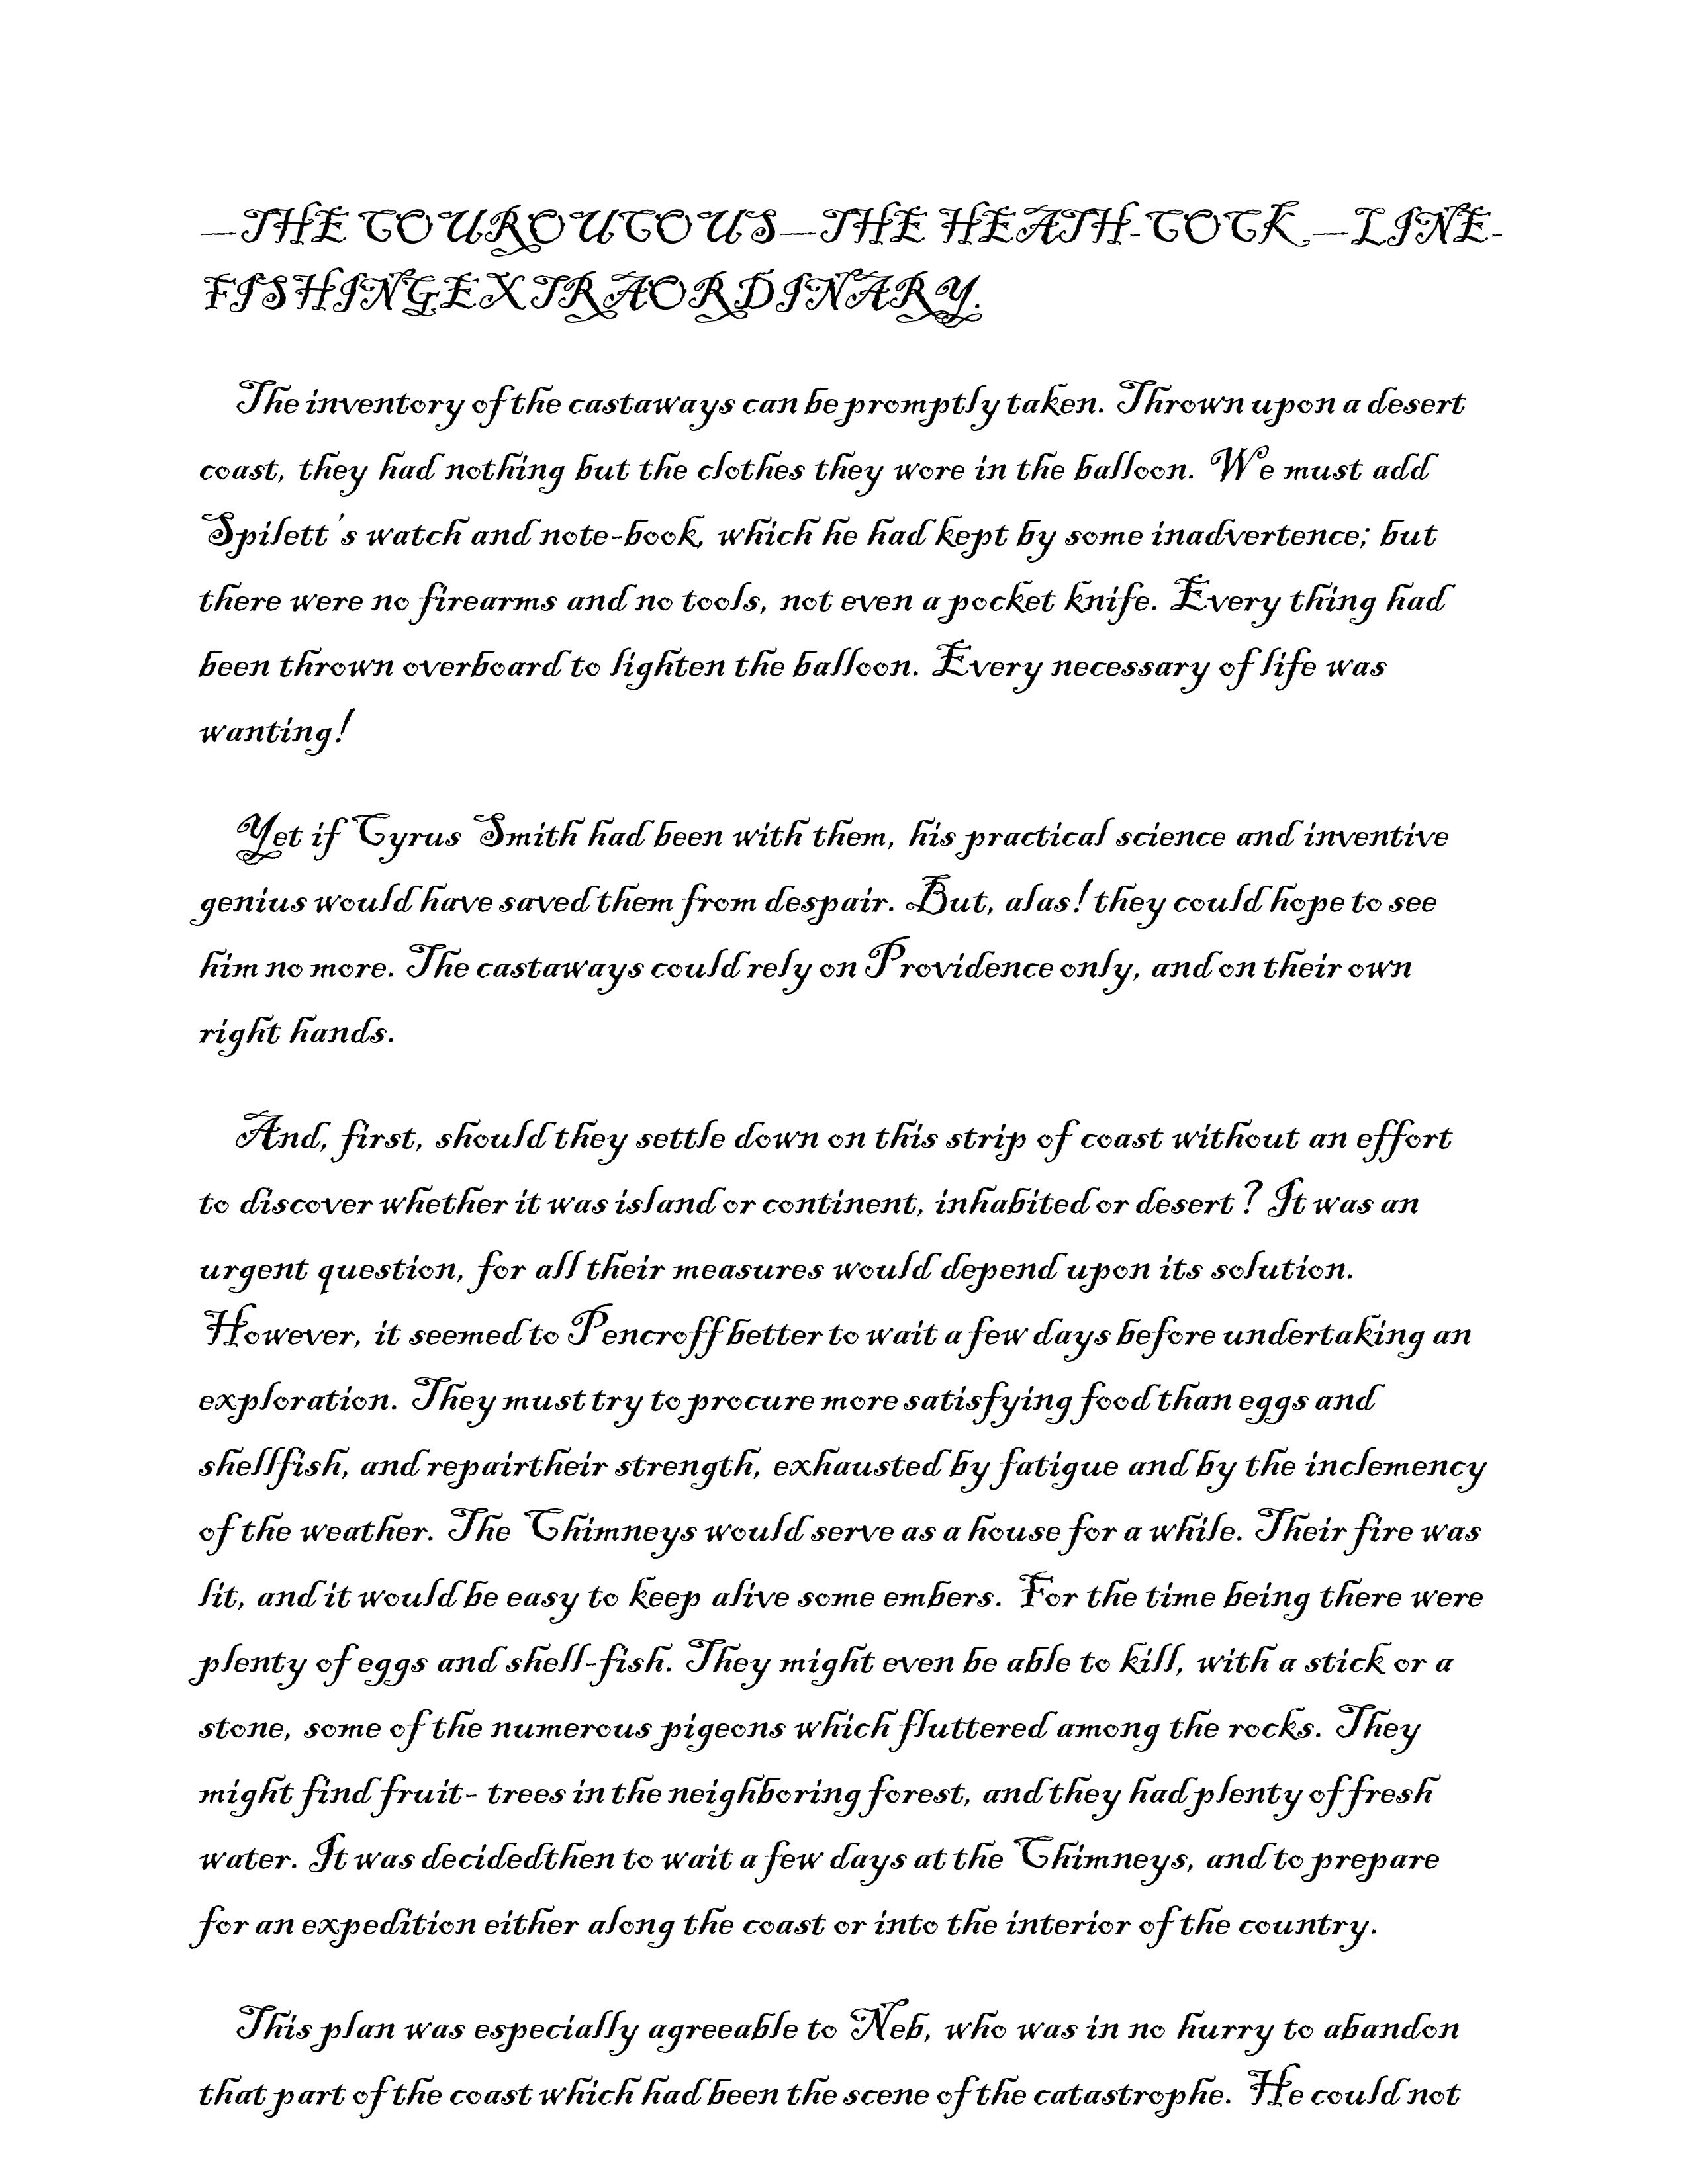 —THE COUROUCOUS—THE HEATH-COCK.—LINE-
FISHING EXTRAORDINARY.
The inventory of the castaways can be promptly taken. Thrown upon a desert
coast, they had nothing but the clothes they wore in the balloon. We must add
Spilett's watch and note-book, which he had kept by some inadvertence; but
there were no firearms and no tools, not even a pocket knife. Every thing had
been thrown overboard to lighten the balloon. Every necessary of life was
wanting!
Yet if Cyrus Smith had been with them, his practical science and inventive
genius would have saved them from despair. But, alas! they could hope to see
him no more. The castaways could rely on Providence only, and on their own
right hands.
And, first, should they settle down on this strip of coast without an effort
to discover whether it was island or continent, inhabited or desert? It was an
urgent question, for all their measures would depend upon its solution.
However, it seemed to Pencroff better to wait a few days before undertaking an
exploration. They must try to procure more satisfying food than eggs and
shellfish, and repairtheir strength, exhausted by fatigue and by the inclemency
of the weather. The Chimneys would serve as a house for a while. Their fire was
lit, and it would be easy to keep alive some embers. For the time being there were
plenty of eggs and shell-fish. They might even be able to kill, with a stick or a
stone, some of the numerous pigeons which fluttered among the rocks. They
might find fruit- trees in the neighboring forest, and they had plenty of fresh
water. It was decidedthen to wait a few days at the Chimneys, and to prepare
for an expedition either along the coast or into the interior of the country.
This plan was especially agreeable to Neb, who was in no hurry to abandon
that part of the coast which had been the scene of the catastrophe. He could not